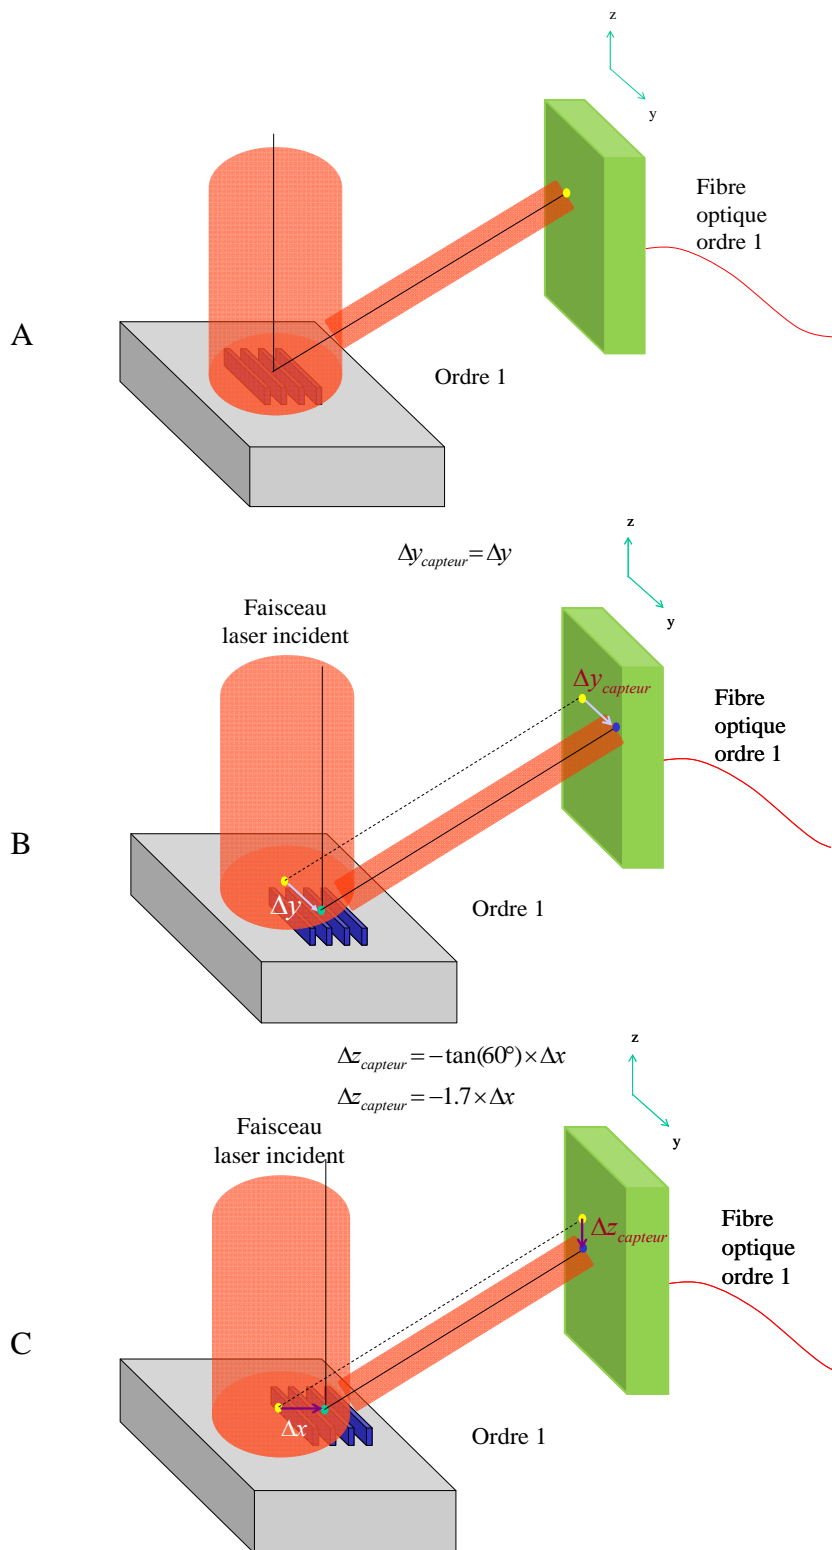 z
y
Fibre
optique
ordre 1
A
Ordre 1
Δy_capteur = Δy
z
y
Faisceau
laser incident
Δy_capteur
Fibre
optique
ordre 1
B
Δy
Ordre 1
Δz_capteur = −tan(60°) × Δx
Δz_capteur = −1.7 × Δx
z
y
Faisceau
laser incident
Δz_capteur
Fibre
optique
ordre 1
C
Δx
Ordre 1